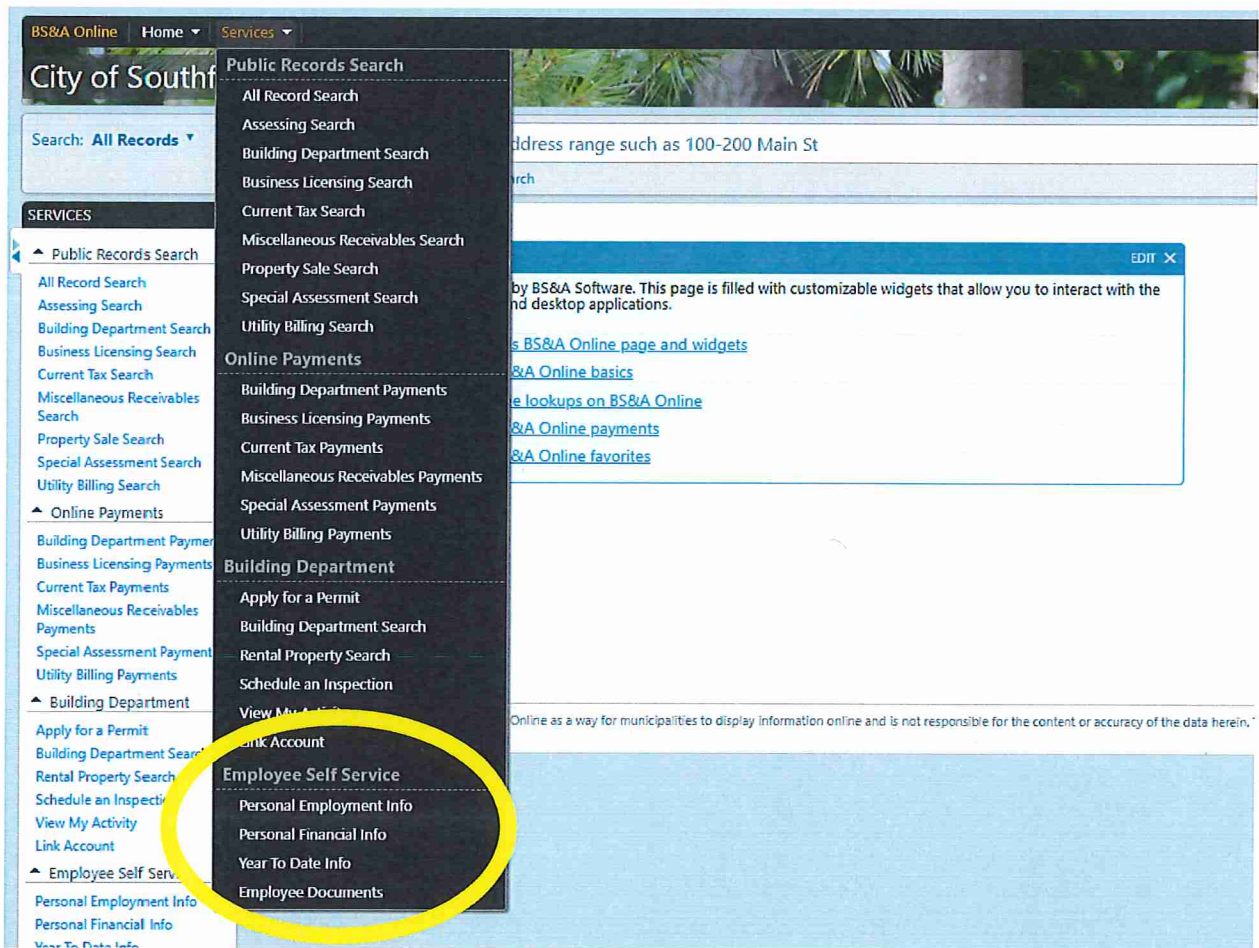 BS&A Online Home Services
City of Southf
Search: All Records
ddress range such as 100-200 Main St
rch
SERVICES
Public Records Search
All Record Search
Assessing Search
Building Department Search
Business Licensing Search
Current Tax Search
Miscellaneous Receivables
Search
Property Sale Search
Special Assessment Search
Utility Billing Search
Online Payments
Building Department Paymer
Business Licensing Payments
Current Tax Payments
Miscellaneous Receivables
Payments
Special Assessment Payment
Utility Billing Payments
Building Department
Apply for a Permit
Building Department Searc
Rental Property Search
Schedule an Inspecti
View My Activity
Link Account
Employee Self Serv
Personal Employment Info
Personal Financial Info
Year To Date Info
Public Records Search
All Record Search
Assessing Search
Building Department Search
Business Licensing Search
Current Tax Search
Miscellaneous Receivables Search
Property Sale Search
Special Assessment Search
Utility Billing Search
Online Payments
Building Department Payments
Business Licensing Payments
Current Tax Payments
Miscellaneous Receivables Payments
Special Assessment Payments
Utility Billing Payments
Building Department
Apply for a Permit
Building Department Search
Rental Property Search
Schedule an Inspection
View My Activity
Link Account
Employee Self Service
Personal Employment Info
Personal Financial Info
Year To Date Info
Employee Documents
EDIT X
by BS&A Software. This page is filled with customizable widgets that allow you to interact with the
nd desktop applications.
s BS&A Online page and widgets
&A Online basics
e lookups on BS&A Online
&A Online payments
&A Online favorites
Online as a way for municipalities to display information online and is not responsible for the content or accuracy of the data herein.